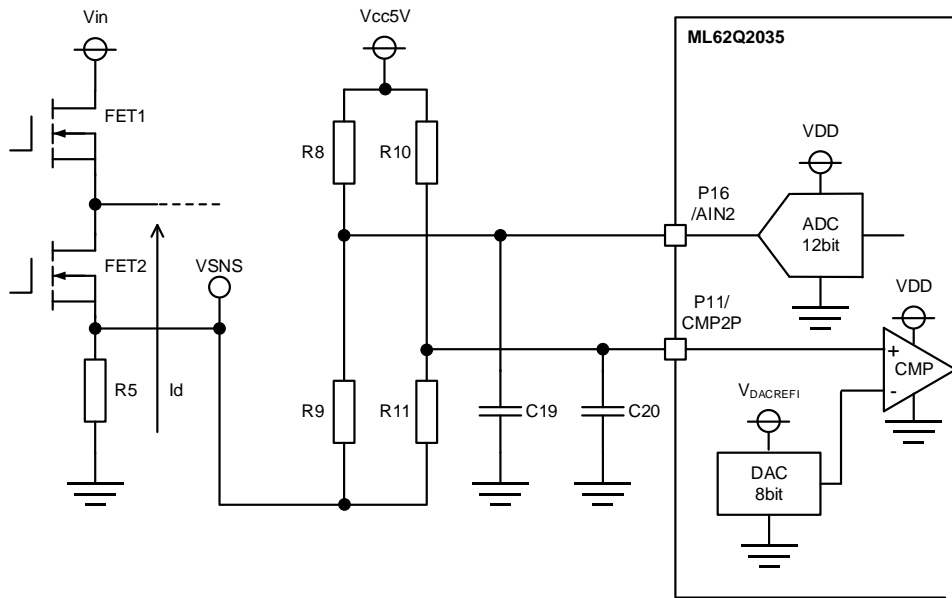 Vin
Vcc5V
ML62Q2035
FET1
R8
R10
VDD
P16
/AIN2
ADC
12bit
FET2
VSNS
P11/
CMP2P
VDD
+
CMP
-
R5
Id
R9
R11
C19
C20
VDACREFI
DAC
8bit